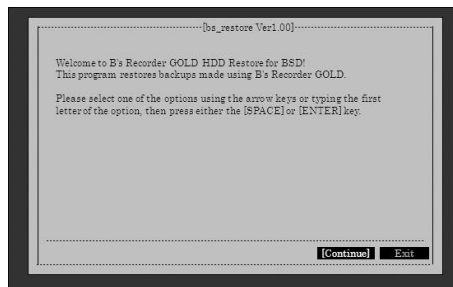 [bs_restore Ver1.00]
Welcome to B's Recorder GOLD HDD Restore for BSD!
This program restores backups made using B's Recorder GOLD.
Please select one of the options using the arrow keys or typing the first
letter of the option, then press either the [SPACE] or [ENTER] key.
[Continue] Exit